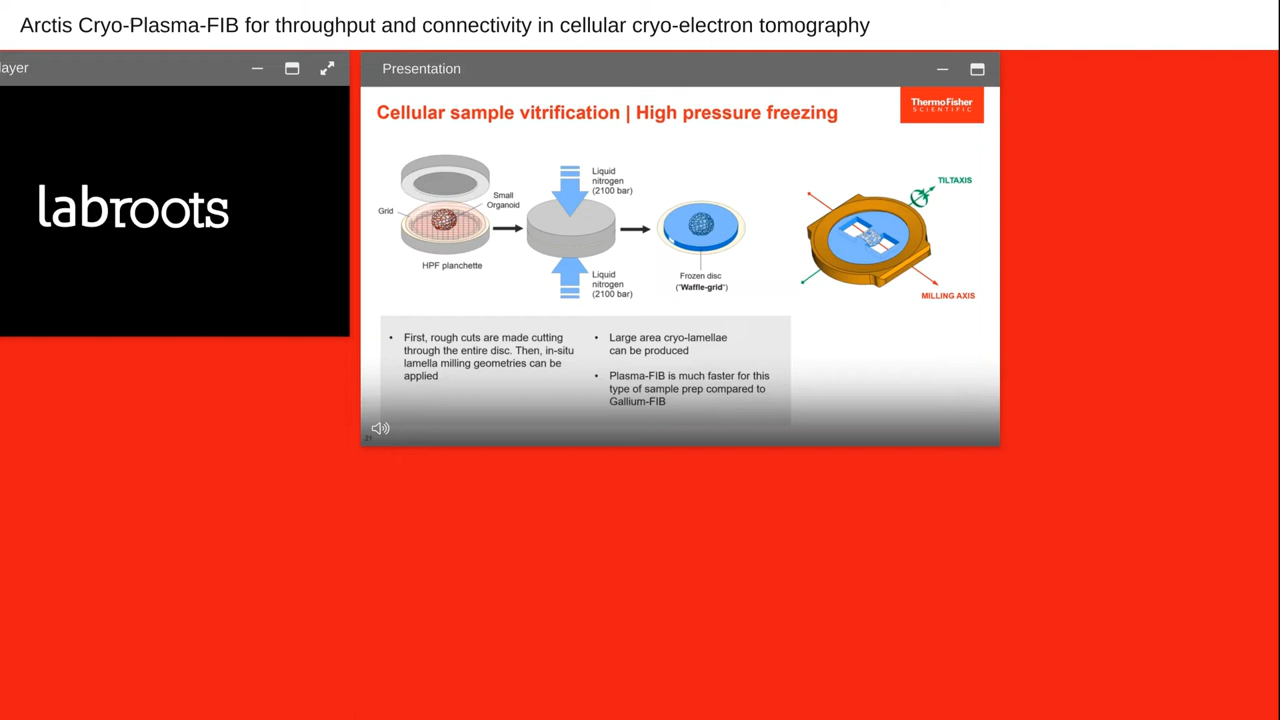 Arctis Cryo-Plasma-FIB for throughput and connectivity in cellular cryo-electron tomography
layer
Presentation
labroots
Cellular sample vitrification | High pressure freezing
ThermoFisher
SCIENTIFIC
Grid
Small
Organoid
HPF planchette
Liquid
nitrogen
(2100 bar)
Liquid
nitrogen
(2100 bar)
Frozen disc
("Waffle-grid")
TILTAXIS
MILLING AXIS
• First, rough cuts are made cutting
through the entire disc. Then, in-situ
lamella milling geometries can be
applied
• Large area cryo-lamellae
can be produced
• Plasma-FIB is much faster for this
type of sample prep compared to
Gallium-FIB
21